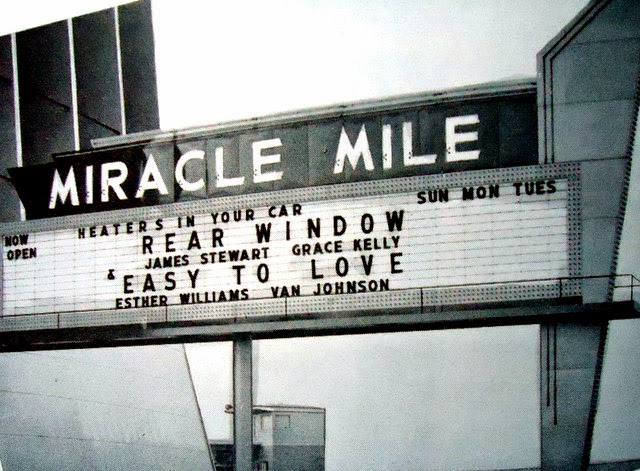 MIRACLE MILE
SUN MON TUES
NOW
OPEN
HEATERS IN YOUR CAR
REAR WINDOW
JAMES STEWART GRACE KELLY
& EASY TO LOVE
ESTHER WILLIAMS VAN JOHNSON